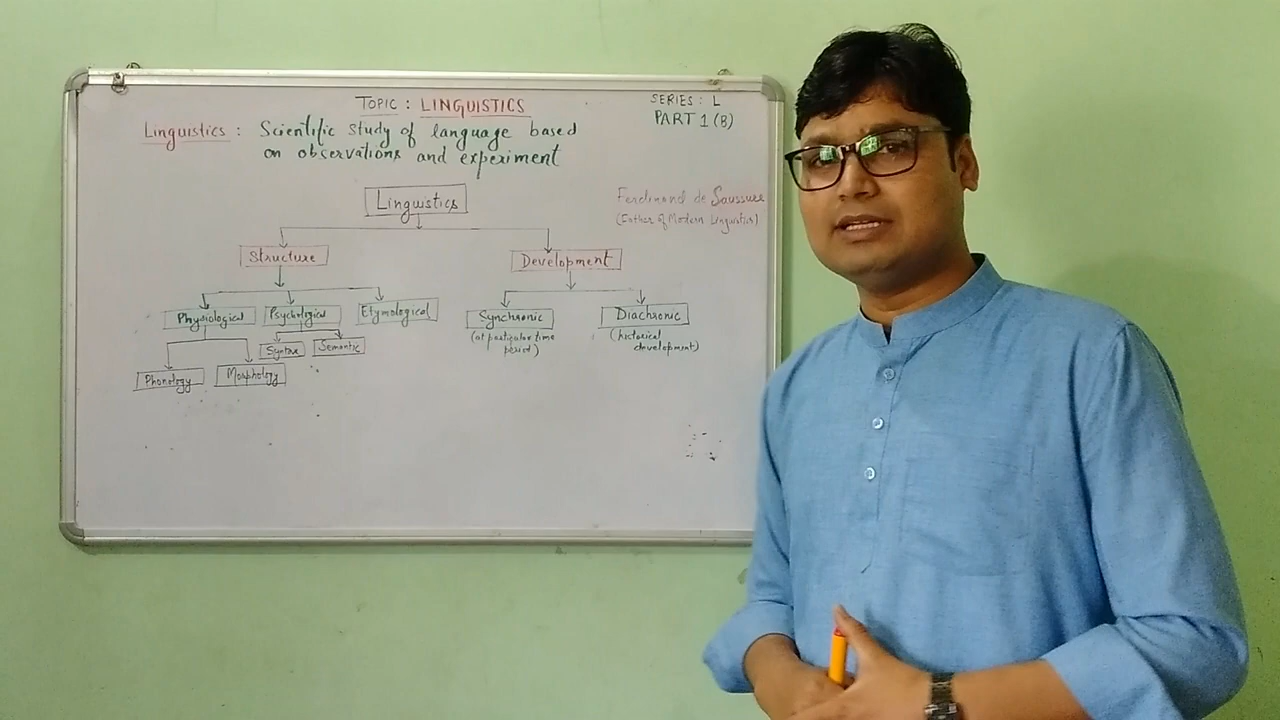 TOPIC : LINGUISTICS
SERIES : L
PART 1 (B)
Linguistics : Scientific study of language based
on observations and experiment
Linguistics
Ferdinand de Saussure
(Father of Modern Linguistics)
Structure
Development
Physiological
Psychological
Etymological
Synchronic
(at particular time
period)
Diachronic
(historical
development)
Syntax
Semantic
Phonology
Morphology